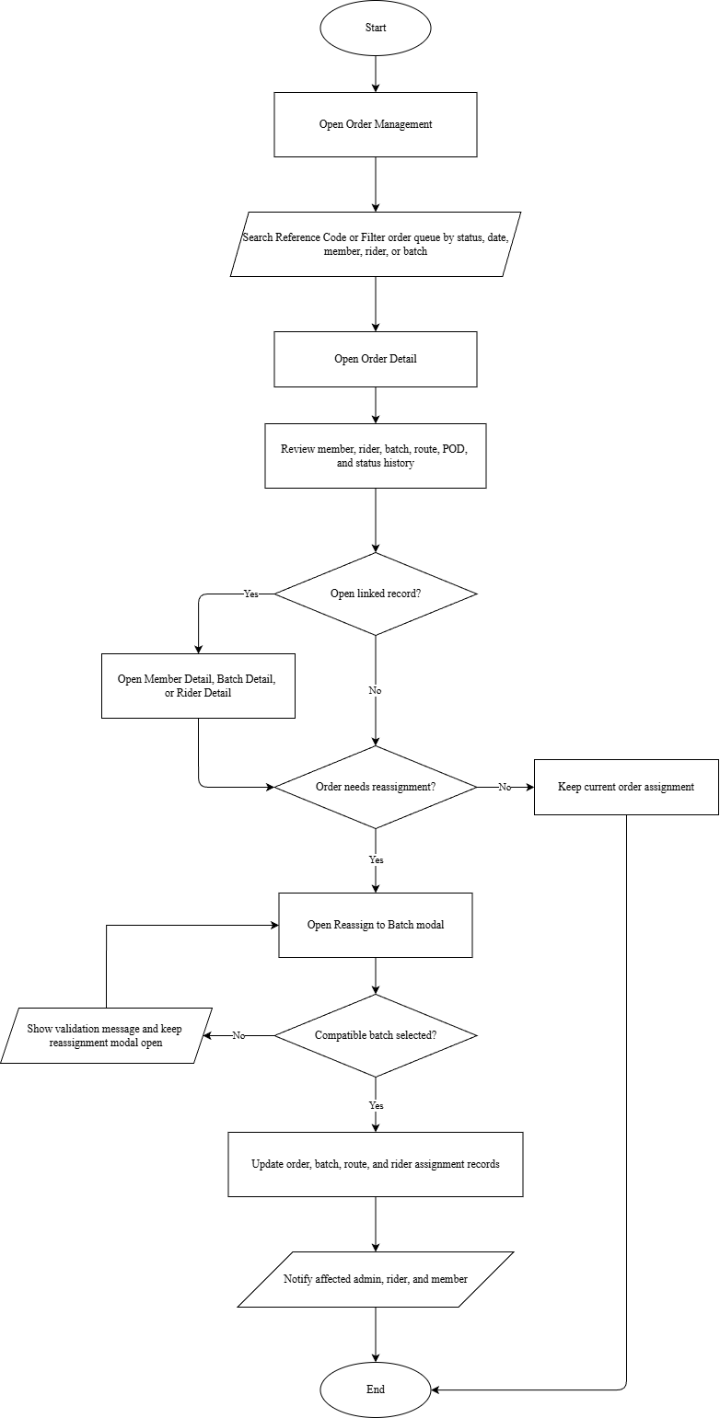 Start
Open Order Management
Search Reference Code or Filter order queue by status, date,
member, rider, or batch
Open Order Detail
Review member, rider, batch, route, POD,
and status history
Open linked record?
Yes
Open Member Detail, Batch Detail,
or Rider Detail
No
Order needs reassignment?
No
Keep current order assignment
Yes
Open Reassign to Batch modal
Compatible batch selected?
No
Show validation message and keep
reassignment modal open
Yes
Update order, batch, route, and rider assignment records
Notify affected admin, rider, and member
End